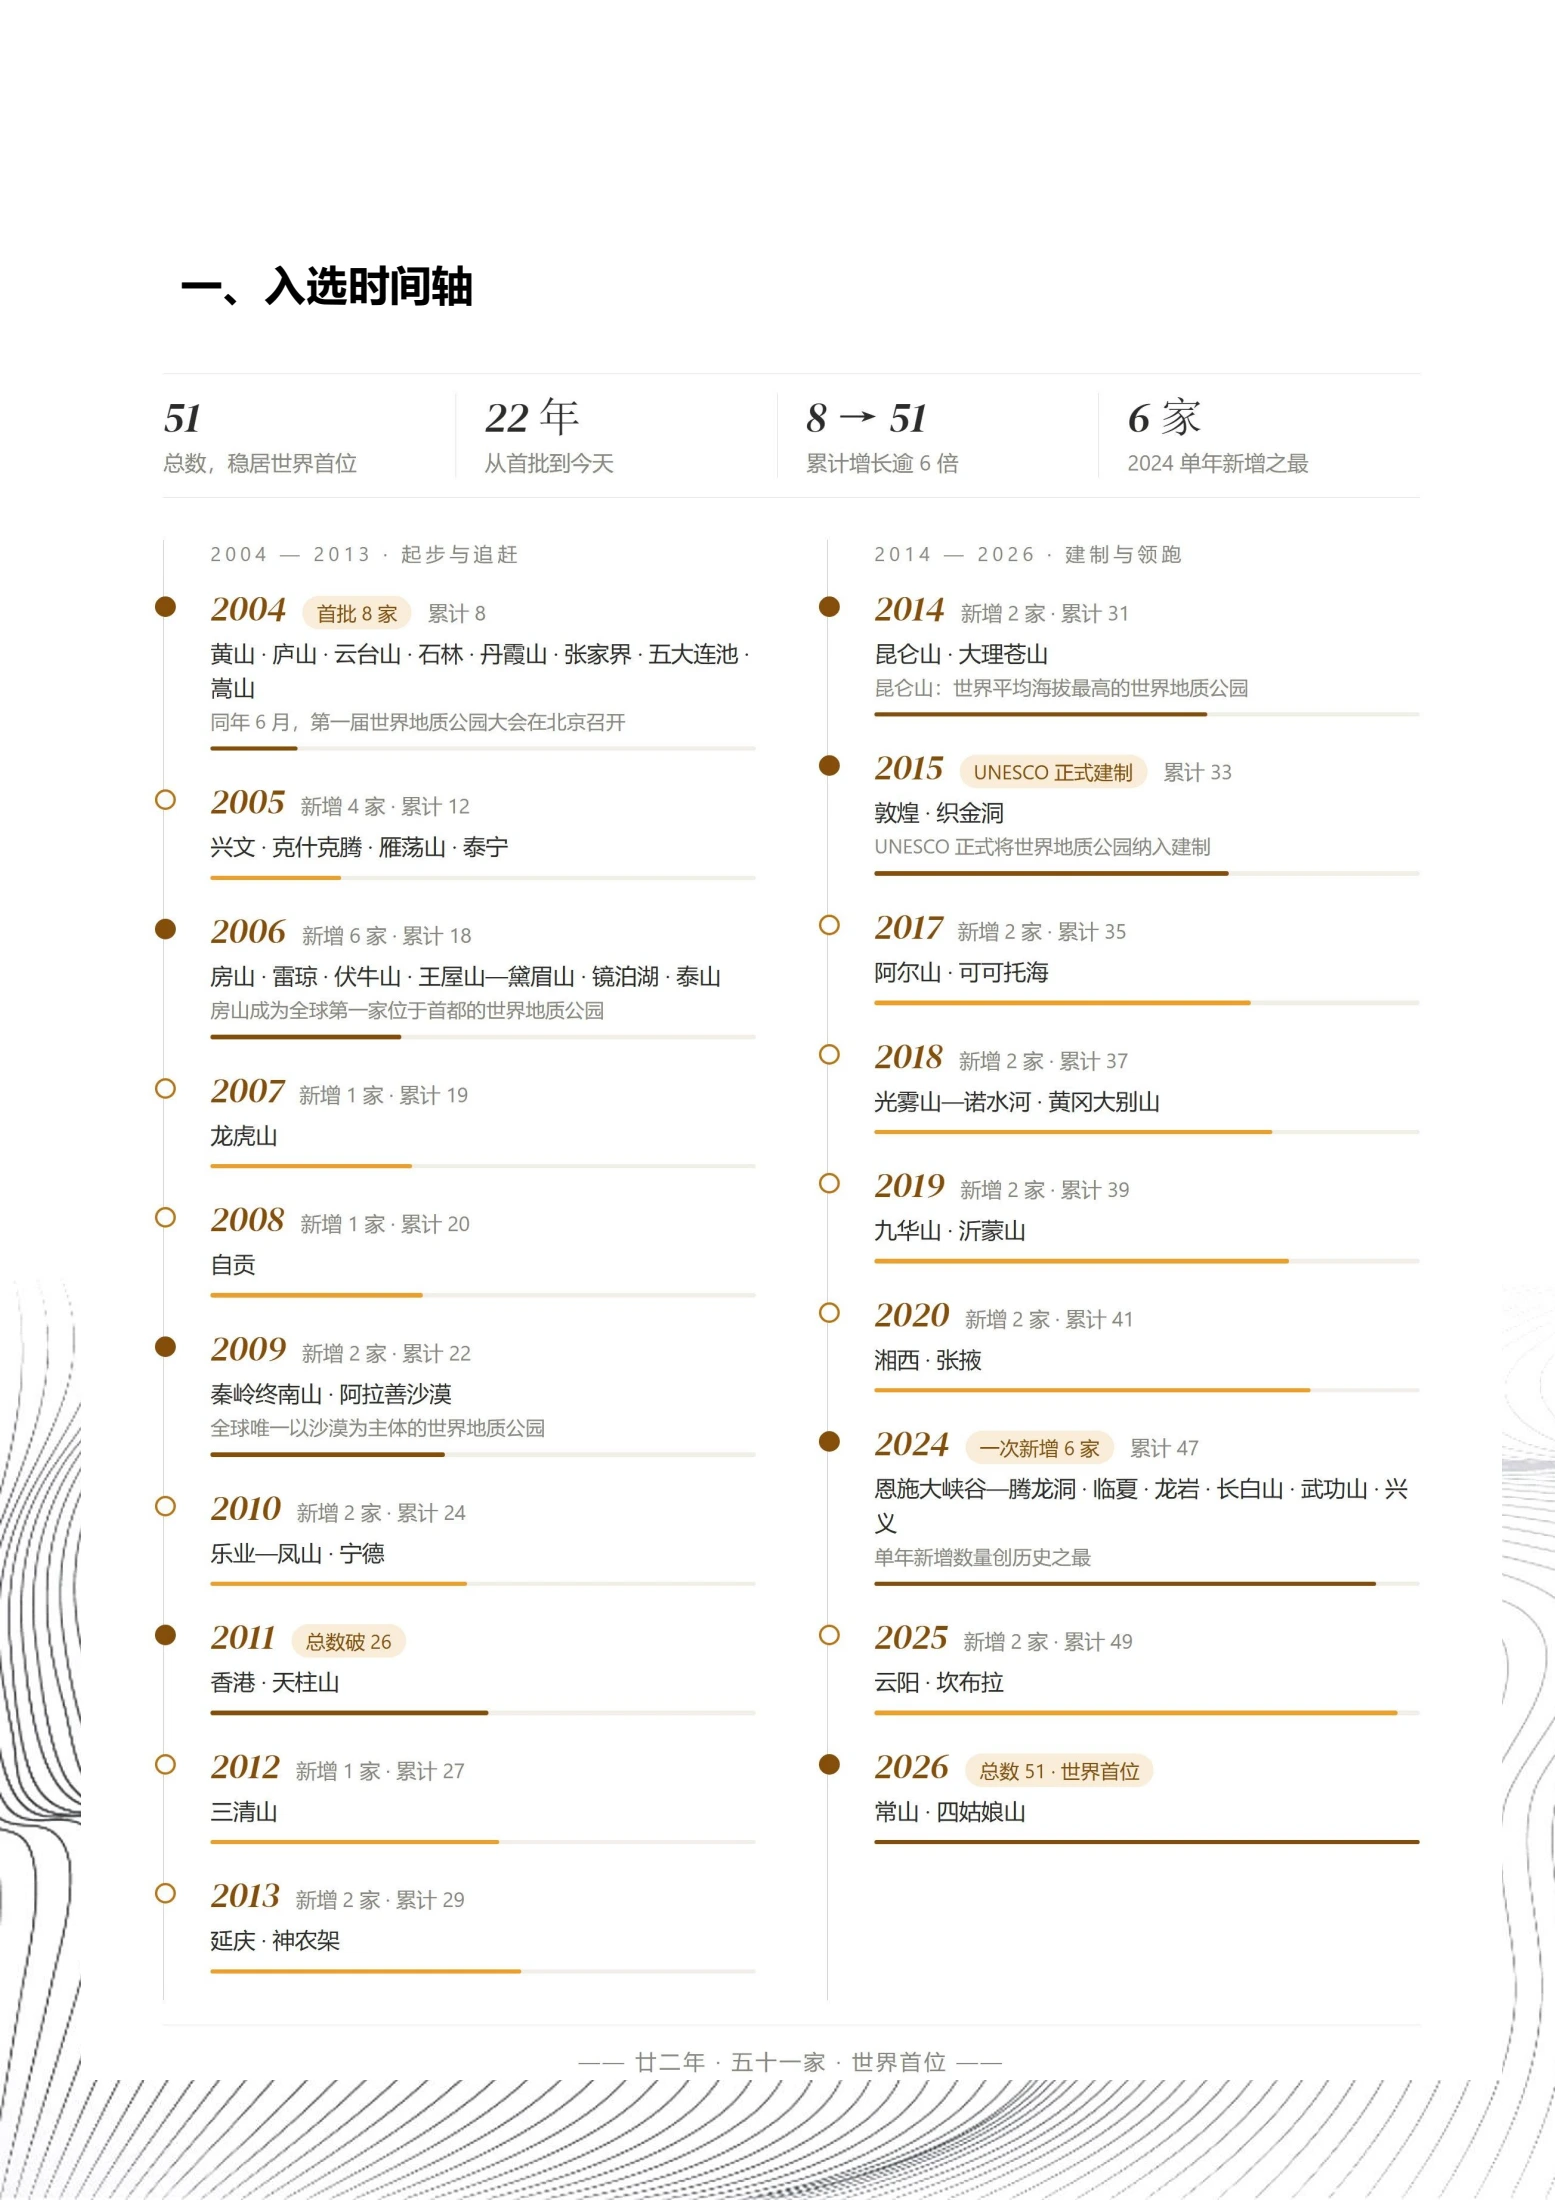 一、入选时间轴
51
总数，稳居世界首位
22 年
从首批到今天
8 → 51
累计增长逾 6 倍
6 家
2024 单年新增之最
2004 — 2013 · 起步与追赶
2004 首批 8 家 累计 8
黄山 · 庐山 · 云台山 · 石林 · 丹霞山 · 张家界 · 五大连池 ·
嵩山
同年 6 月，第一届世界地质公园大会在北京召开
2005 新增 4 家 · 累计 12
兴文 · 克什克腾 · 雁荡山 · 泰宁
2006 新增 6 家 · 累计 18
房山 · 雷琼 · 伏牛山 · 王屋山—黛眉山 · 镜泊湖 · 泰山
房山成为全球第一家位于首都的世界地质公园
2007 新增 1 家 · 累计 19
龙虎山
2008 新增 1 家 · 累计 20
自贡
2009 新增 2 家 · 累计 22
秦岭终南山 · 阿拉善沙漠
全球唯一以沙漠为主体的世界地质公园
2010 新增 2 家 · 累计 24
乐业—凤山 · 宁德
2011 总数破 26
香港 · 天柱山
2012 新增 1 家 · 累计 27
三清山
2013 新增 2 家 · 累计 29
延庆 · 神农架
2014 — 2026 · 建制与领跑
2014 新增 2 家 · 累计 31
昆仑山 · 大理苍山
昆仑山：世界平均海拔最高的世界地质公园
2015 UNESCO 正式建制 累计 33
敦煌 · 织金洞
UNESCO 正式将世界地质公园纳入建制
2017 新增 2 家 · 累计 35
阿尔山 · 可可托海
2018 新增 2 家 · 累计 37
光雾山—诺水河 · 黄冈大别山
2019 新增 2 家 · 累计 39
九华山 · 沂蒙山
2020 新增 2 家 · 累计 41
湘西 · 张掖
2024 一次新增 6 家 累计 47
恩施大峡谷—腾龙洞 · 临夏 · 龙岩 · 长白山 · 武功山 · 兴
义
单年新增数量创历史之最
2025 新增 2 家 · 累计 49
云阳 · 坎布拉
2026 总数 51 · 世界首位
常山 · 四姑娘山
—— 廿二年 · 五十一家 · 世界首位 ——